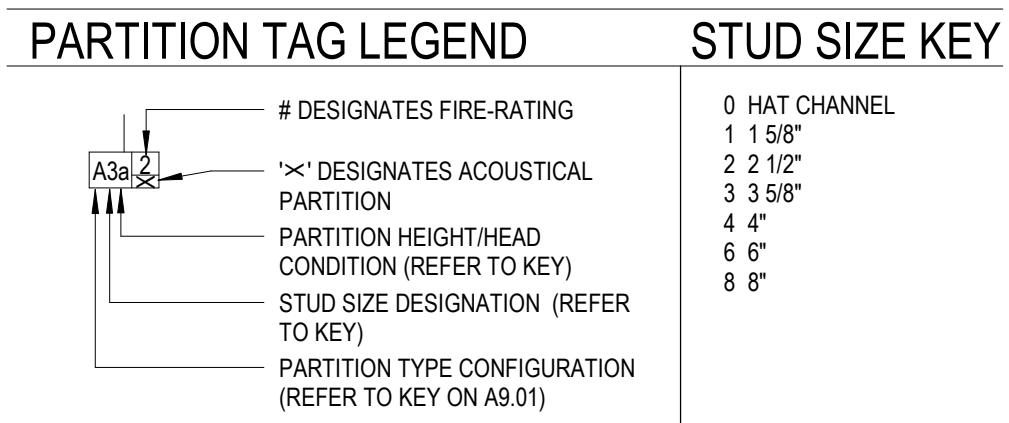 PARTITION TAG LEGEND
# DESIGNATES FIRE-RATING
'×' DESIGNATES ACOUSTICAL
PARTITION
PARTITION HEIGHT/HEAD
CONDITION (REFER TO KEY)
STUD SIZE DESIGNATION (REFER
TO KEY)
PARTITION TYPE CONFIGURATION
(REFER TO KEY ON A9.01)
A3a
2
×
STUD SIZE KEY
0 HAT CHANNEL
1 1 5/8"
2 2 1/2"
3 3 5/8"
4 4"
6 6"
8 8"